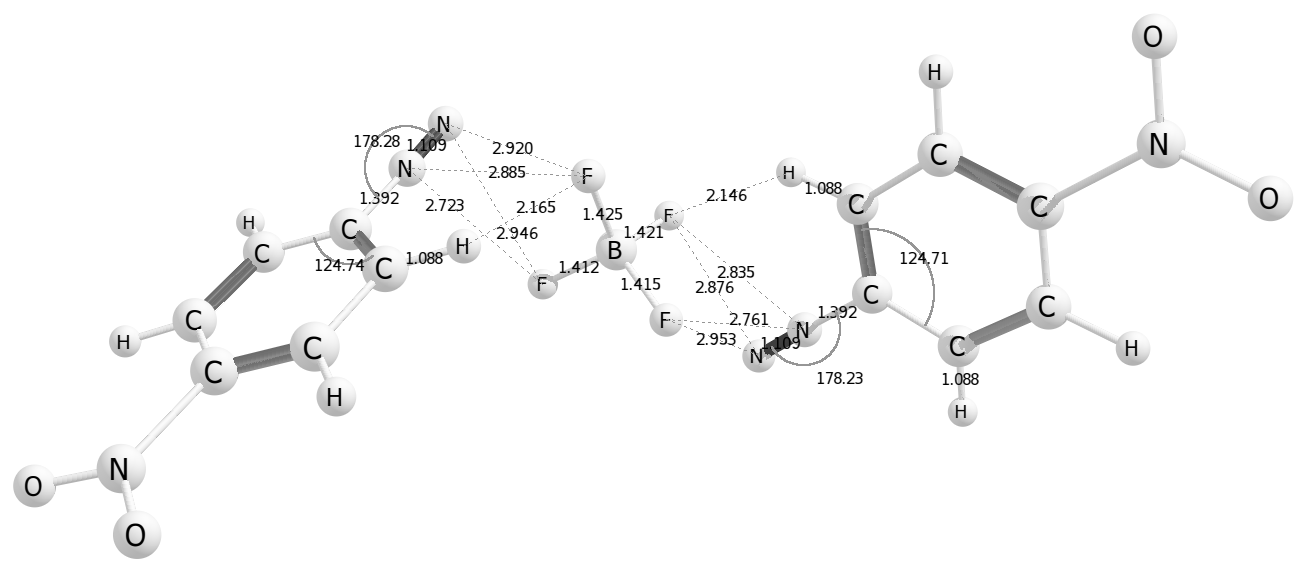 O
H
N
178.28
1.109
N
2.920
2.885
F
N
O
C
C
H
1.088
C
2.146
1.392
2.723
2.165
2.946
1.425
F
1.421
H
C
C
124.74
C
1.088
H
B
1.412
F
1.415
2.835
2.876
124.71
C
1.392
C
H
C
C
C
F
2.761
2.953
N
1.109
N
178.23
C
1.088
H
H
H
N
O
O